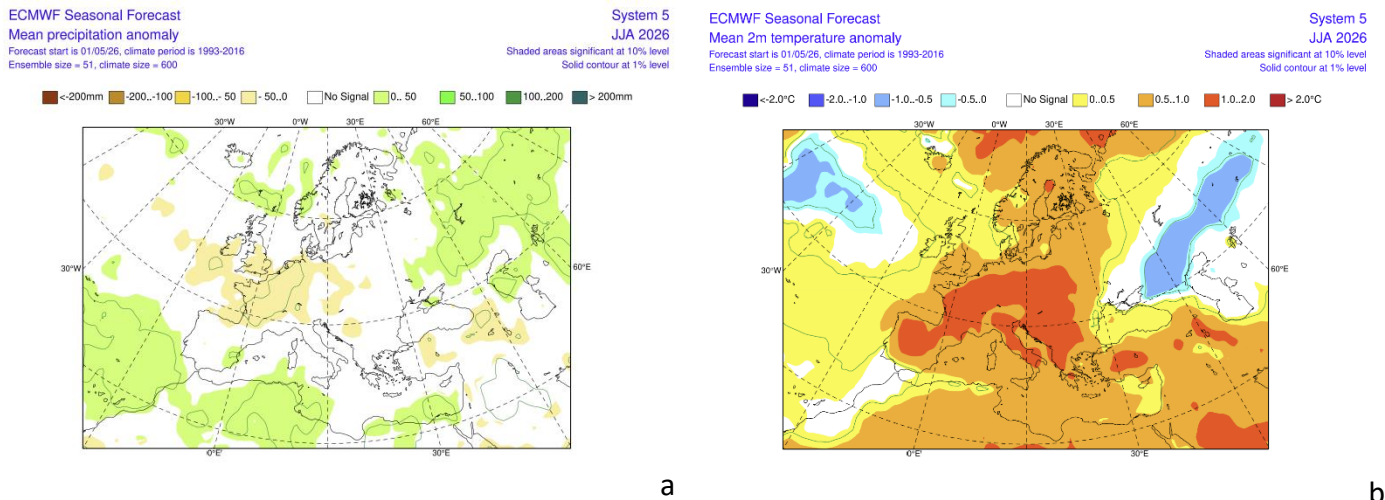 ECMWF Seasonal Forecast System 5
Mean precipitation anomaly JJA 2026
Forecast start is 01/05/26, climate period is 1993-2016 Shaded areas significant at 10% level
Ensemble size = 51, climate size = 600 Solid contour at 1% level
<-200mm -200..-100 -100..- 50 - 50..0 No Signal 0.. 50 50..100 100..200 > 200mm
30°W 0°W 30°E 60°E
30°W 60°E
0°E 30°E
a
ECMWF Seasonal Forecast System 5
Mean 2m temperature anomaly JJA 2026
Forecast start is 01/05/26, climate period is 1993-2016 Shaded areas significant at 10% level
Ensemble size = 51, climate size = 600 Solid contour at 1% level
<-2.0°C -2.0..-1.0 -1.0..-0.5 -0.5..0 No Signal 0..0.5 0.5..1.0 1.0..2.0 > 2.0°C
30°W 0°W 30°E 60°E
30°W 60°E
0°E 30°E
b